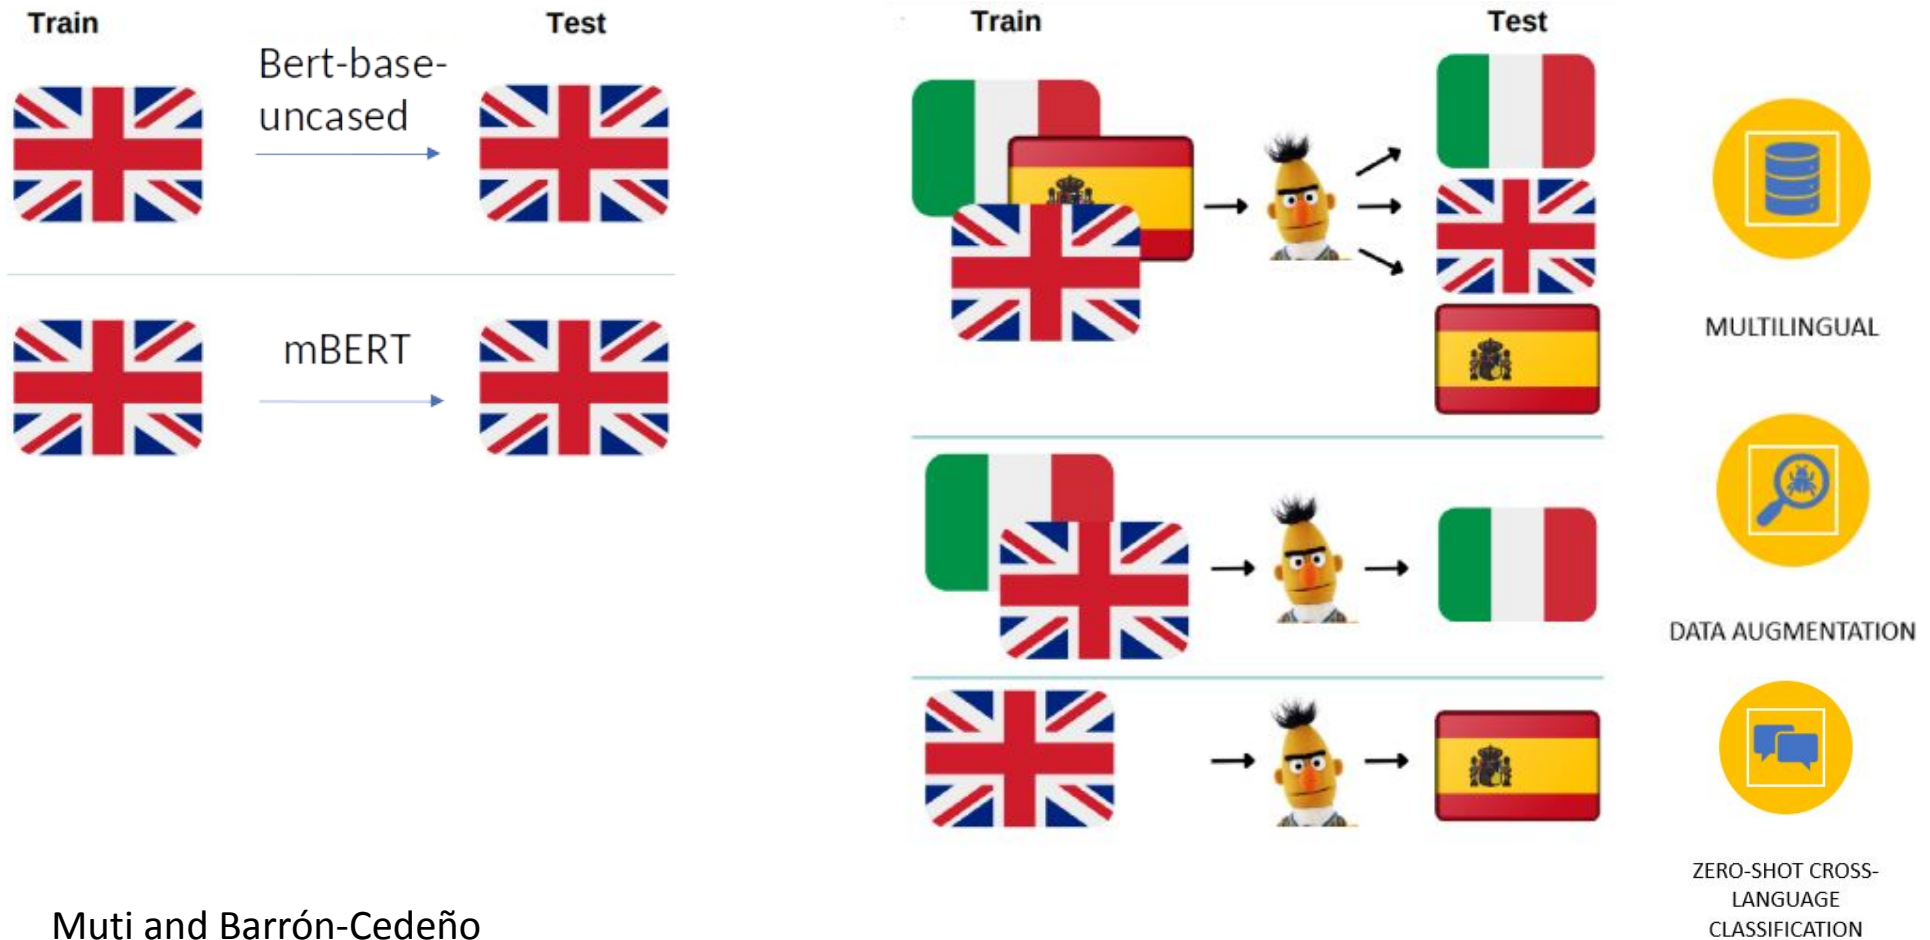 Train
Test
Bert-base-
uncased
mBERT
Train
Test
MULTILINGUAL
DATA AUGMENTATION
ZERO-SHOT CROSS-
LANGUAGE
CLASSIFICATION
Muti and Barrón-Cedeño